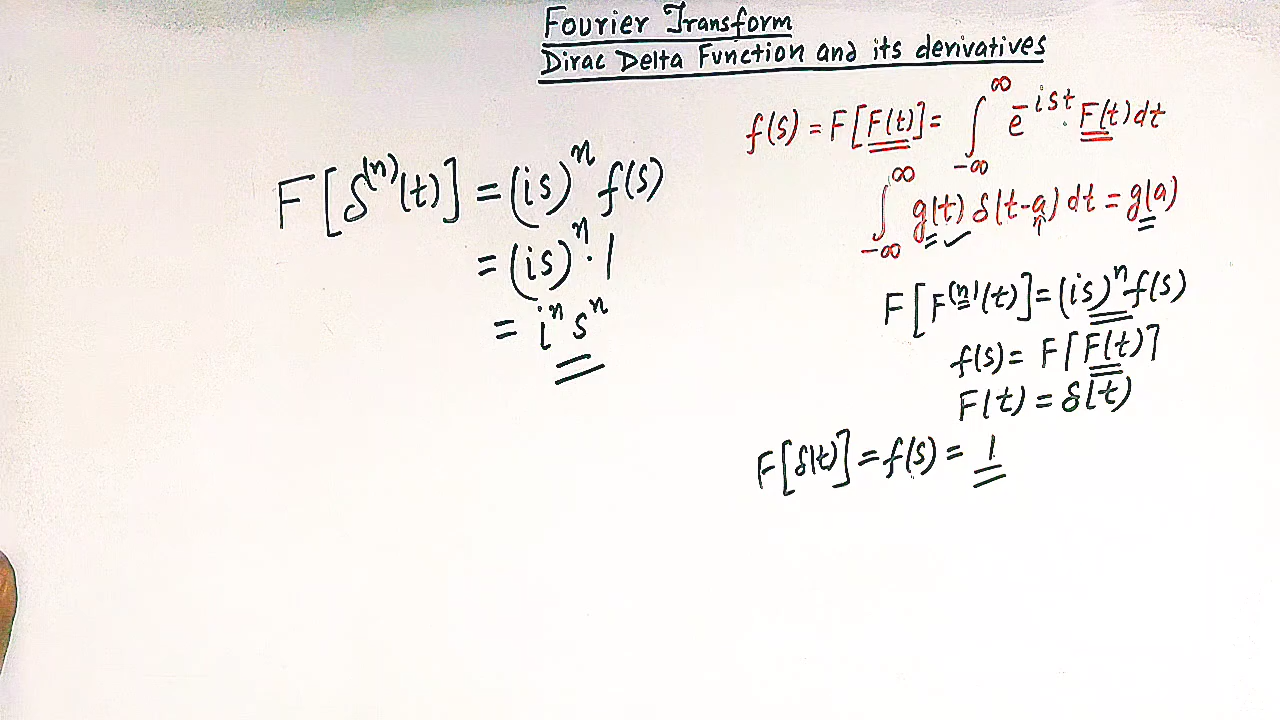 Fourier Transform
Dirac Delta Function and its derivatives
f(s) = F[F(t)] = ∫_{-∞}^{∞} e^{-ist} . F(t) dt
∫_{-∞}^{∞} g(t) δ(t-a) dt = g(a)
F[F^{(n)}(t)] = (is)^n f(s)
f(s) = F[F(t)]
F(t) = δ(t)
F[δ(t)] = f(s) = 1
F[δ^{(n)}(t)] = (is)^n f(s)
= (is)^n . 1
= i^n s^n